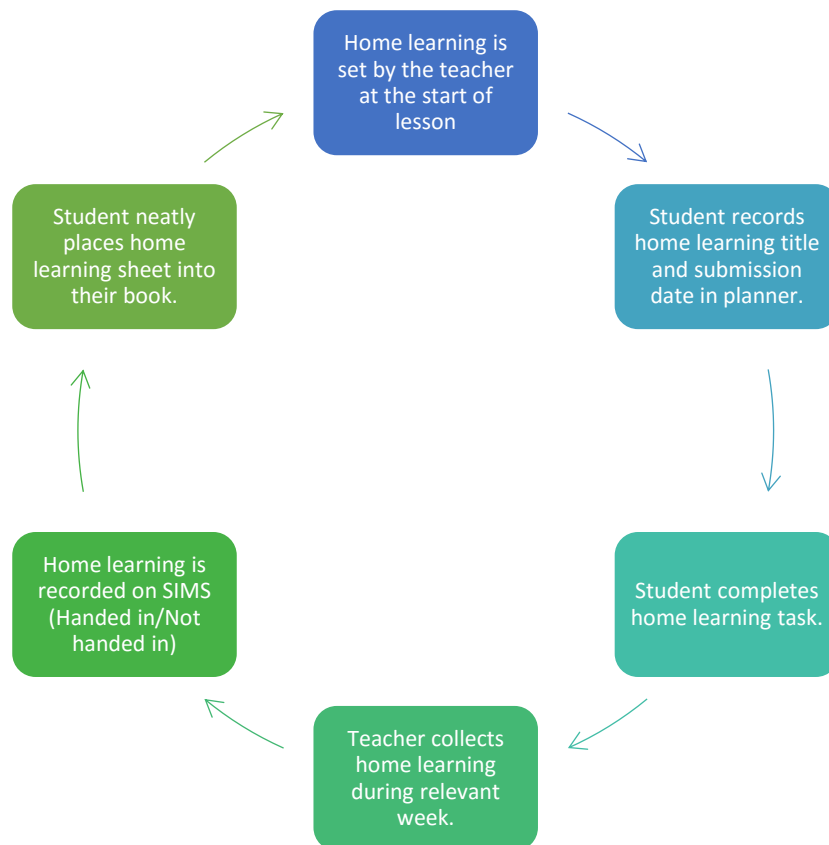 Home learning is
set by the teacher
at the start of
lesson
Student records
home learning title
and submission
date in planner.
Student completes
home learning task.
Teacher collects
home learning
during relevant
week.
Home learning is
recorded on SIMS
(Handed in/Not
handed in)
Student neatly
places home
learning sheet into
their book.